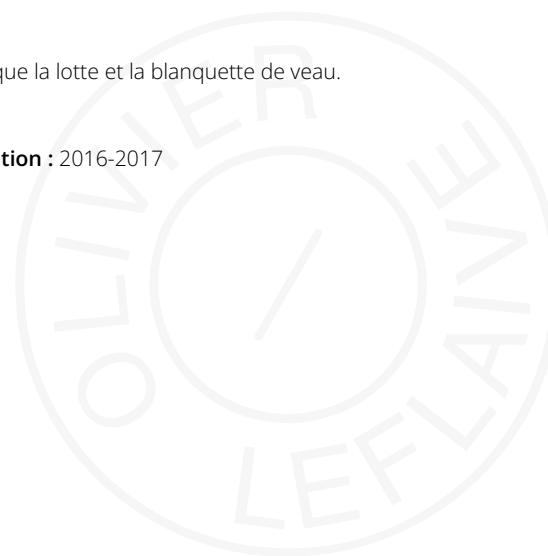 que la lotte et la blanquette de veau.
tion : 2016-2017
OLIVIER
LEFLAIVE